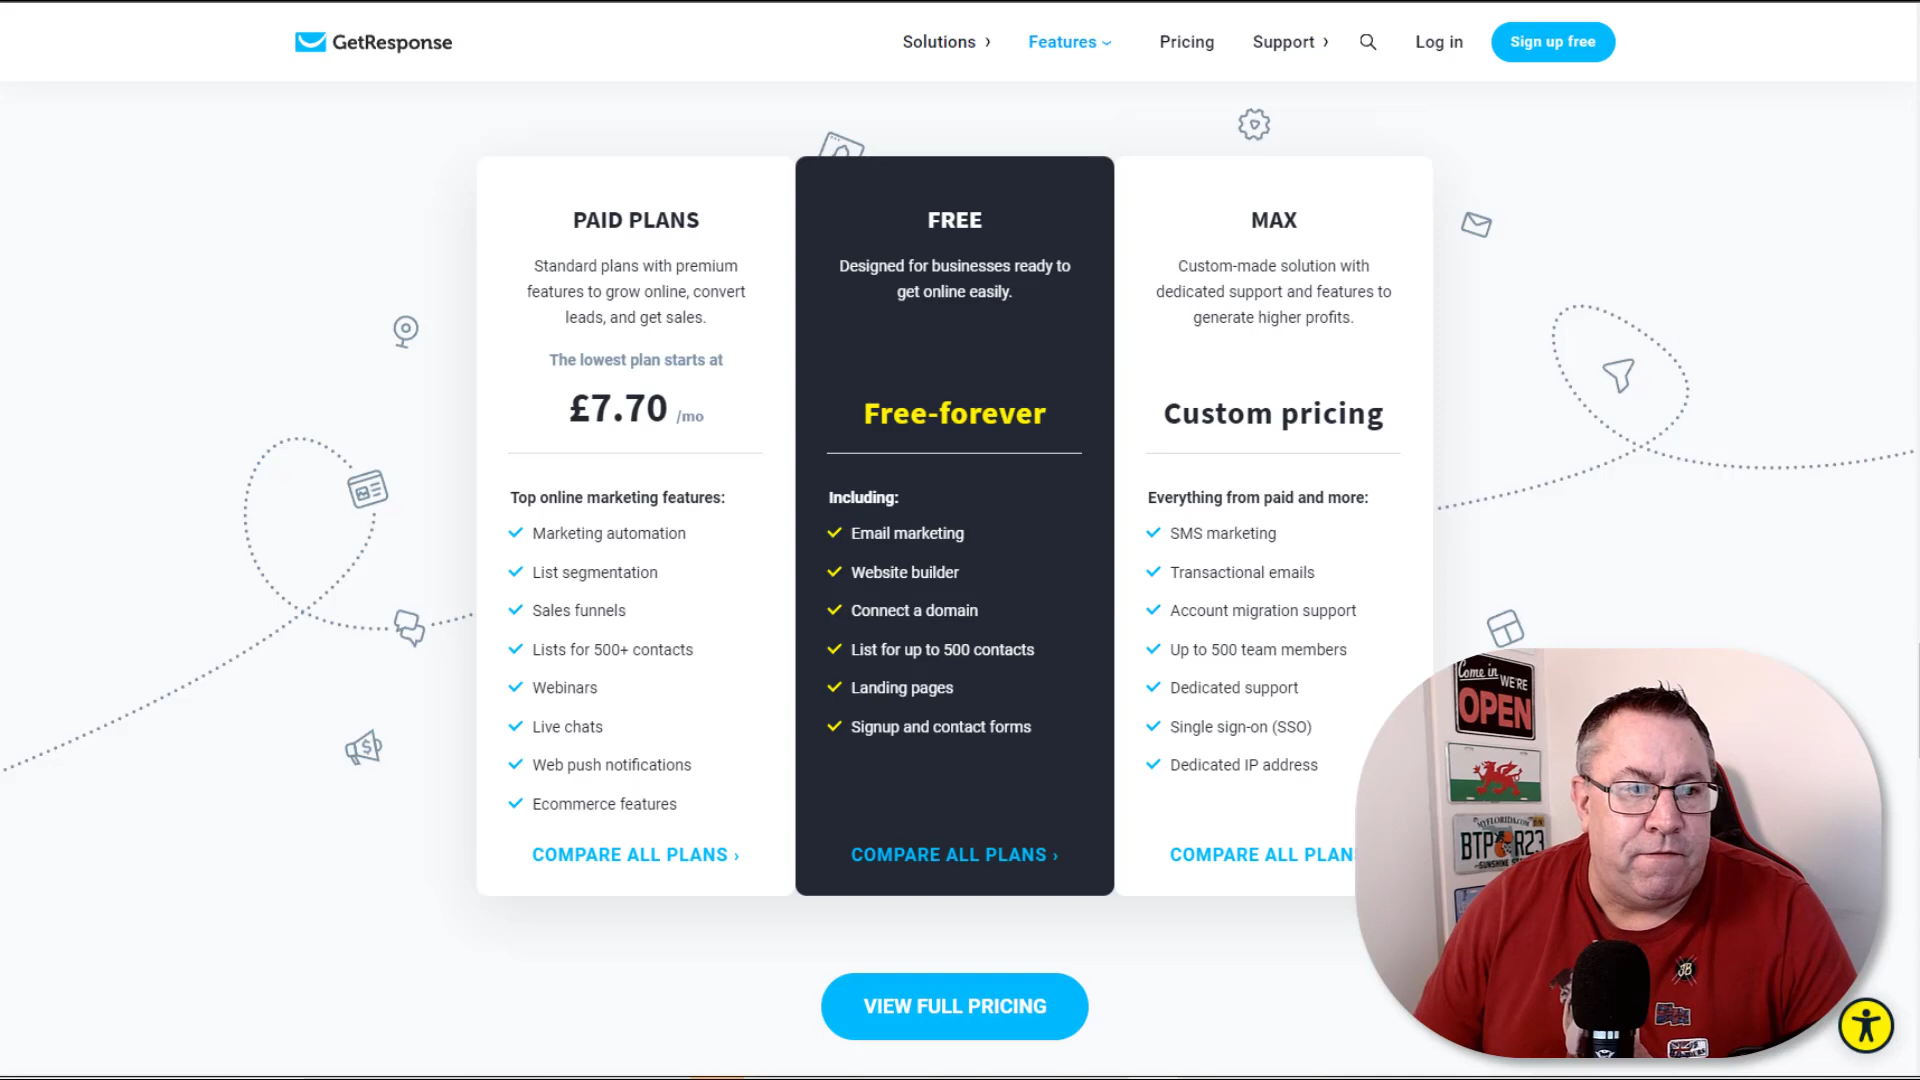 GetResponse
Solutions
Features
Pricing
Support
Log in
Sign up free
PAID PLANS
Standard plans with premium
features to grow online, convert
leads, and get sales.
The lowest plan starts at
£7.70 /mo
Top online marketing features:
Marketing automation
List segmentation
Sales funnels
Lists for 500+ contacts
Webinars
Live chats
Web push notifications
Ecommerce features
COMPARE ALL PLANS ›
FREE
Designed for businesses ready to
get online easily.
Free-forever
Including:
Email marketing
Website builder
Connect a domain
List for up to 500 contacts
Landing pages
Signup and contact forms
COMPARE ALL PLANS ›
MAX
Custom-made solution with
dedicated support and features to
generate higher profits.
Custom pricing
Everything from paid and more:
SMS marketing
Transactional emails
Account migration support
Up to 500 team members
Dedicated support
Single sign-on (SSO)
Dedicated IP address
COMPARE ALL PLAN
VIEW FULL PRICING
Come in
WE'RE
OPEN
MYFLORIDA.COM
BTP R23
JB